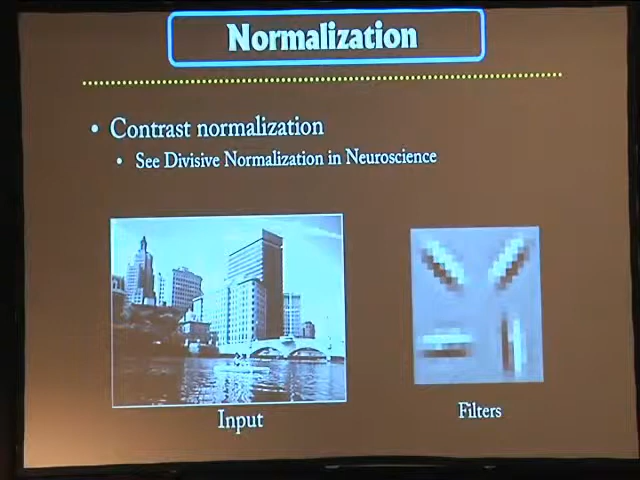 Normalization
• Contrast normalization
• See Divisive Normalization in Neuroscience
Input
Filters